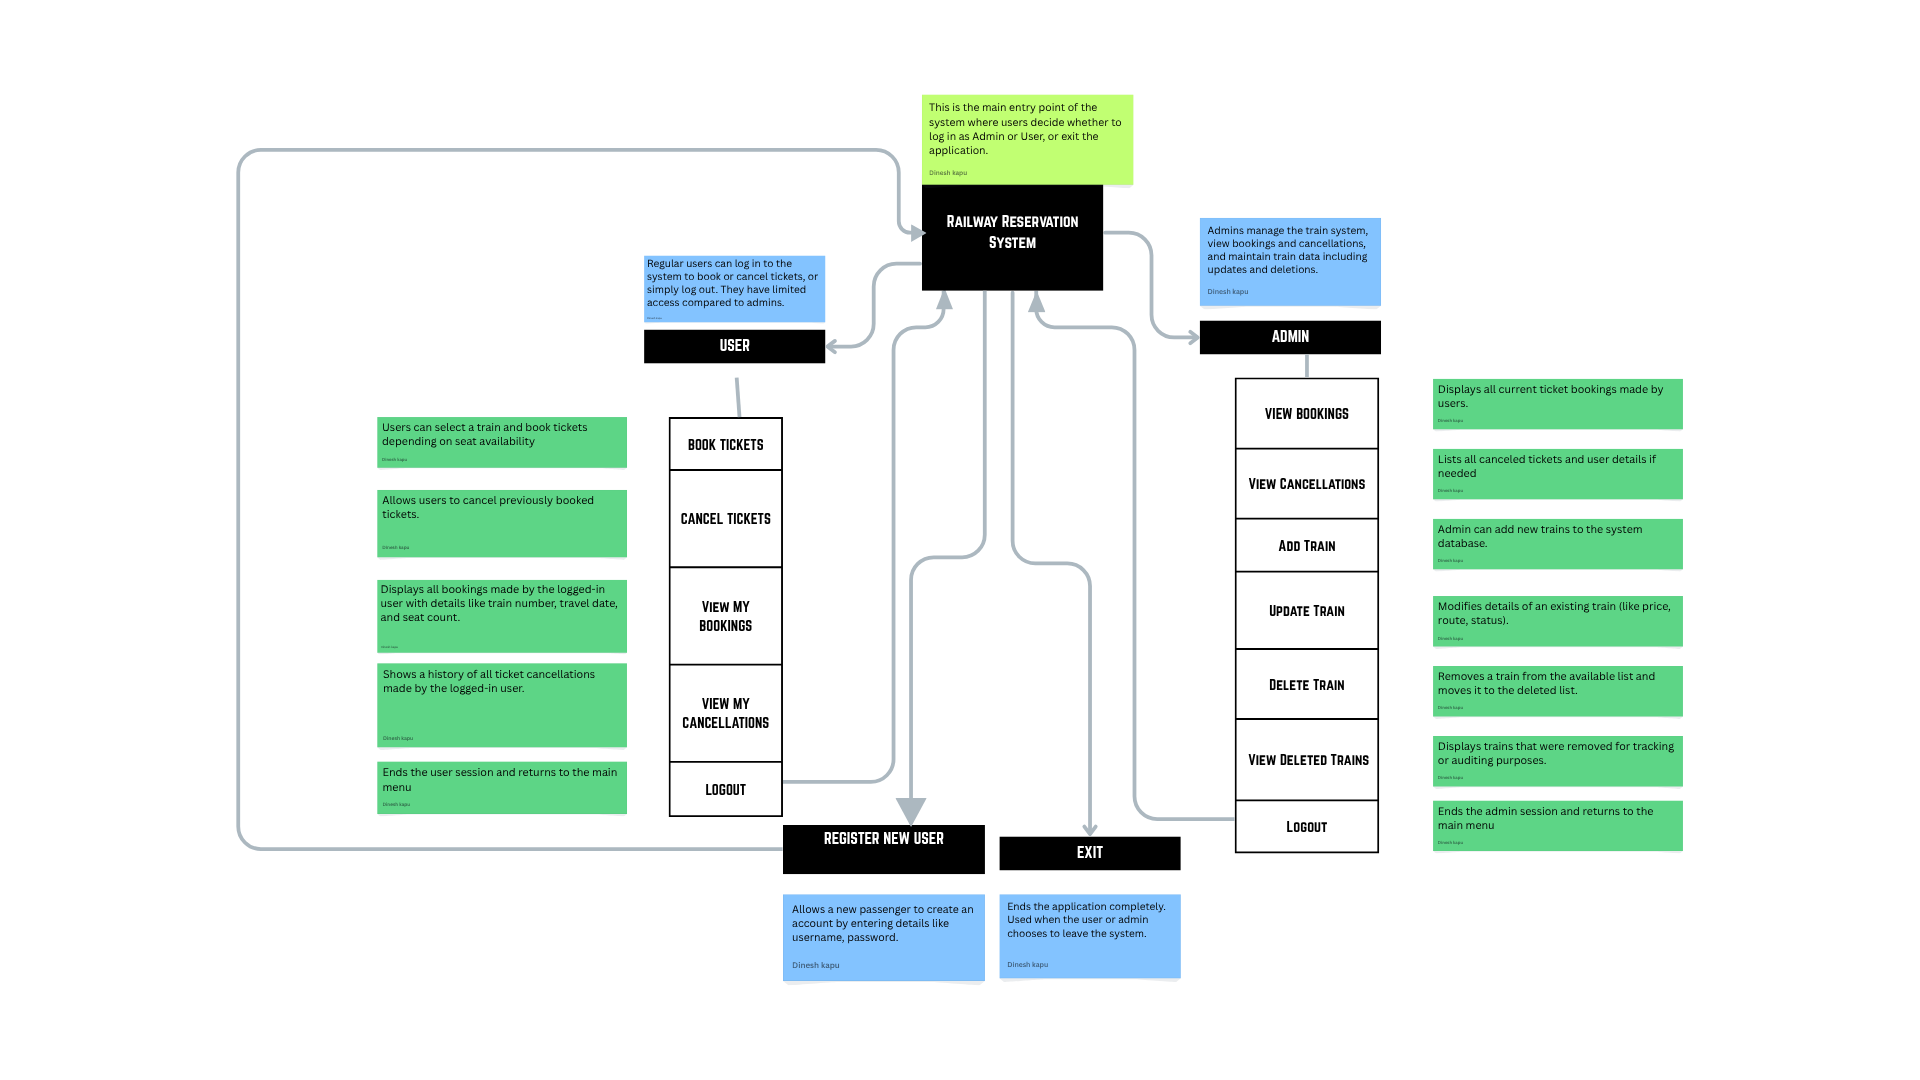 This is the main entry point of the
system where users decide whether to
log in as Admin or User, or exit the
application.
Dinesh kapu
Railway Reservation
System
Regular users can log in to the
system to book or cancel tickets, or
simply log out. They have limited
access compared to admins.
Dinesh kapu
USER
Admins manage the train system,
view bookings and cancellations,
and maintain train data including
updates and deletions.
Dinesh kapu
ADMIN
Users can select a train and book tickets
depending on seat availability
Dinesh kapu
BOOK TICKETS
Allows users to cancel previously booked
tickets.
Dinesh kapu
CANCEL TICKETS
Displays all bookings made by the logged-in
user with details like train number, travel date,
and seat count.
Dinesh kapu
View MY
BOOKINGS
Shows a history of all ticket cancellations
made by the logged-in user.
Dinesh kapu
VIEW MY
CANCELLATIONS
Ends the user session and returns to the main
menu
Dinesh kapu
LOGOUT
VIEW BOOKINGS
Displays all current ticket bookings made by
users.
Dinesh kapu
View Cancellations
Lists all canceled tickets and user details if
needed
Dinesh kapu
Add Train
Admin can add new trains to the system
database.
Dinesh kapu
Update Train
Modifies details of an existing train (like price,
route, status).
Dinesh kapu
Delete Train
Removes a train from the available list and
moves it to the deleted list.
Dinesh kapu
View Deleted Trains
Displays trains that were removed for tracking
or auditing purposes.
Dinesh kapu
Logout
Ends the admin session and returns to the
main menu
Dinesh kapu
REGISTER NEW USER
Allows a new passenger to create an
account by entering details like
username, password.
Dinesh kapu
EXIT
Ends the application completely.
Used when the user or admin
chooses to leave the system.
Dinesh kapu